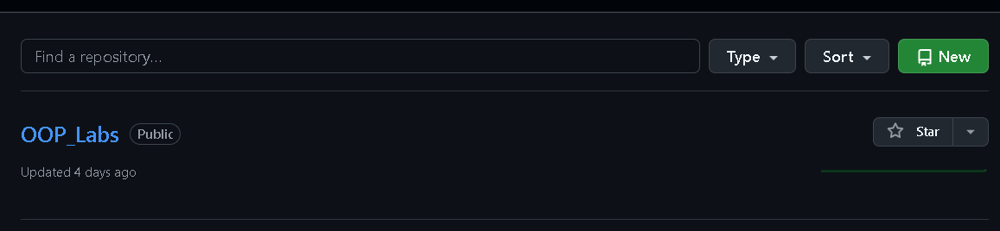 Find a repository...
Type
Sort
New
OOP_Labs
Public
Star
Updated 4 days ago